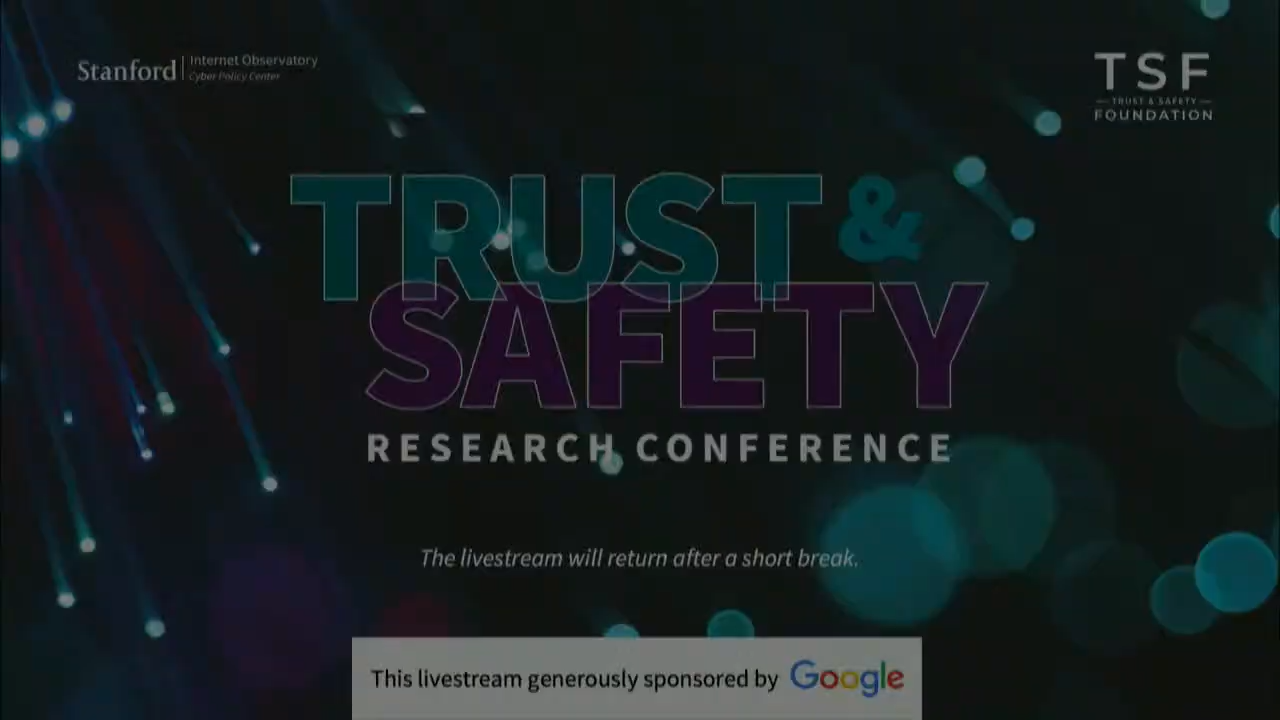 Stanford
Internet Observatory
Cyber Policy Center
TSF
TRUST & SAFETY
FOUNDATION
TRUST &
SAFETY
RESEARCH CONFERENCE
The livestream will return after a short break.
This livestream generously sponsored by Google